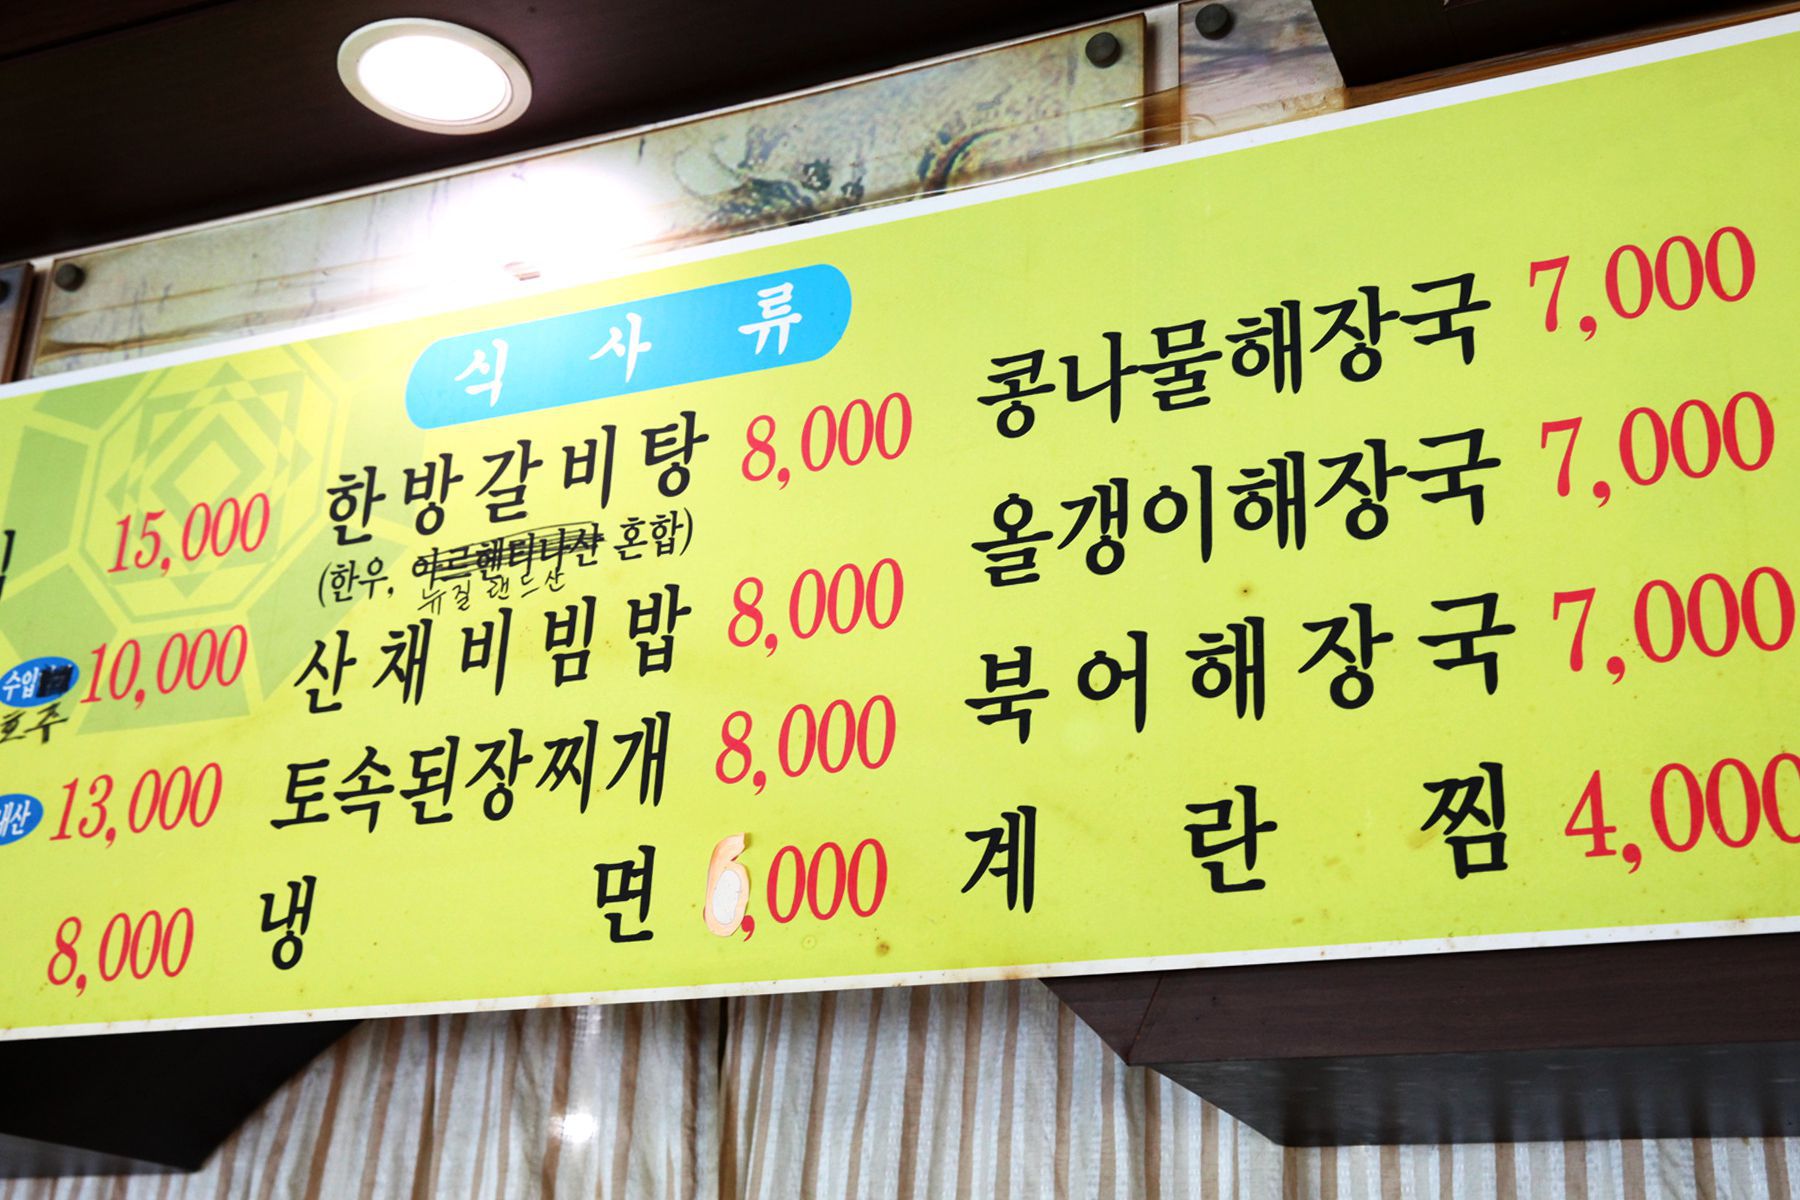 식사류
15,000
수입 10,000
호주
13,000
8,000
한방갈비탕 8,000
(한우, 아르헨티나산 혼합)
뉴질랜드산
산채비빔밥 8,000
토속된장찌개 8,000
냉면 6,000
콩나물해장국 7,000
올갱이해장국 7,000
북어해장국 7,000
계란찜 4,000